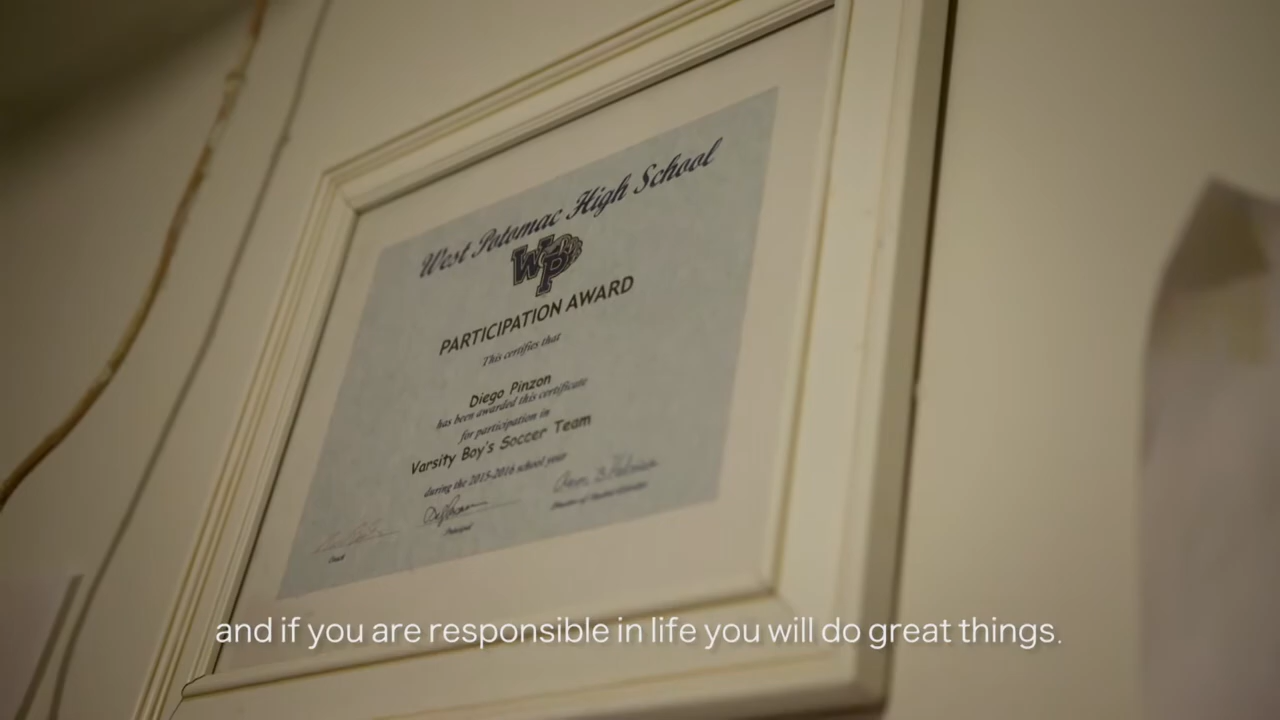 West Potomac High School
WP
PARTICIPATION AWARD
This certifies that
Diego Pinzon
has been awarded this certificate
for participation in
Varsity Boy's Soccer Team
during the 2015-2016 school year
Coach
Principal
and if you are responsible in life you will do great things.